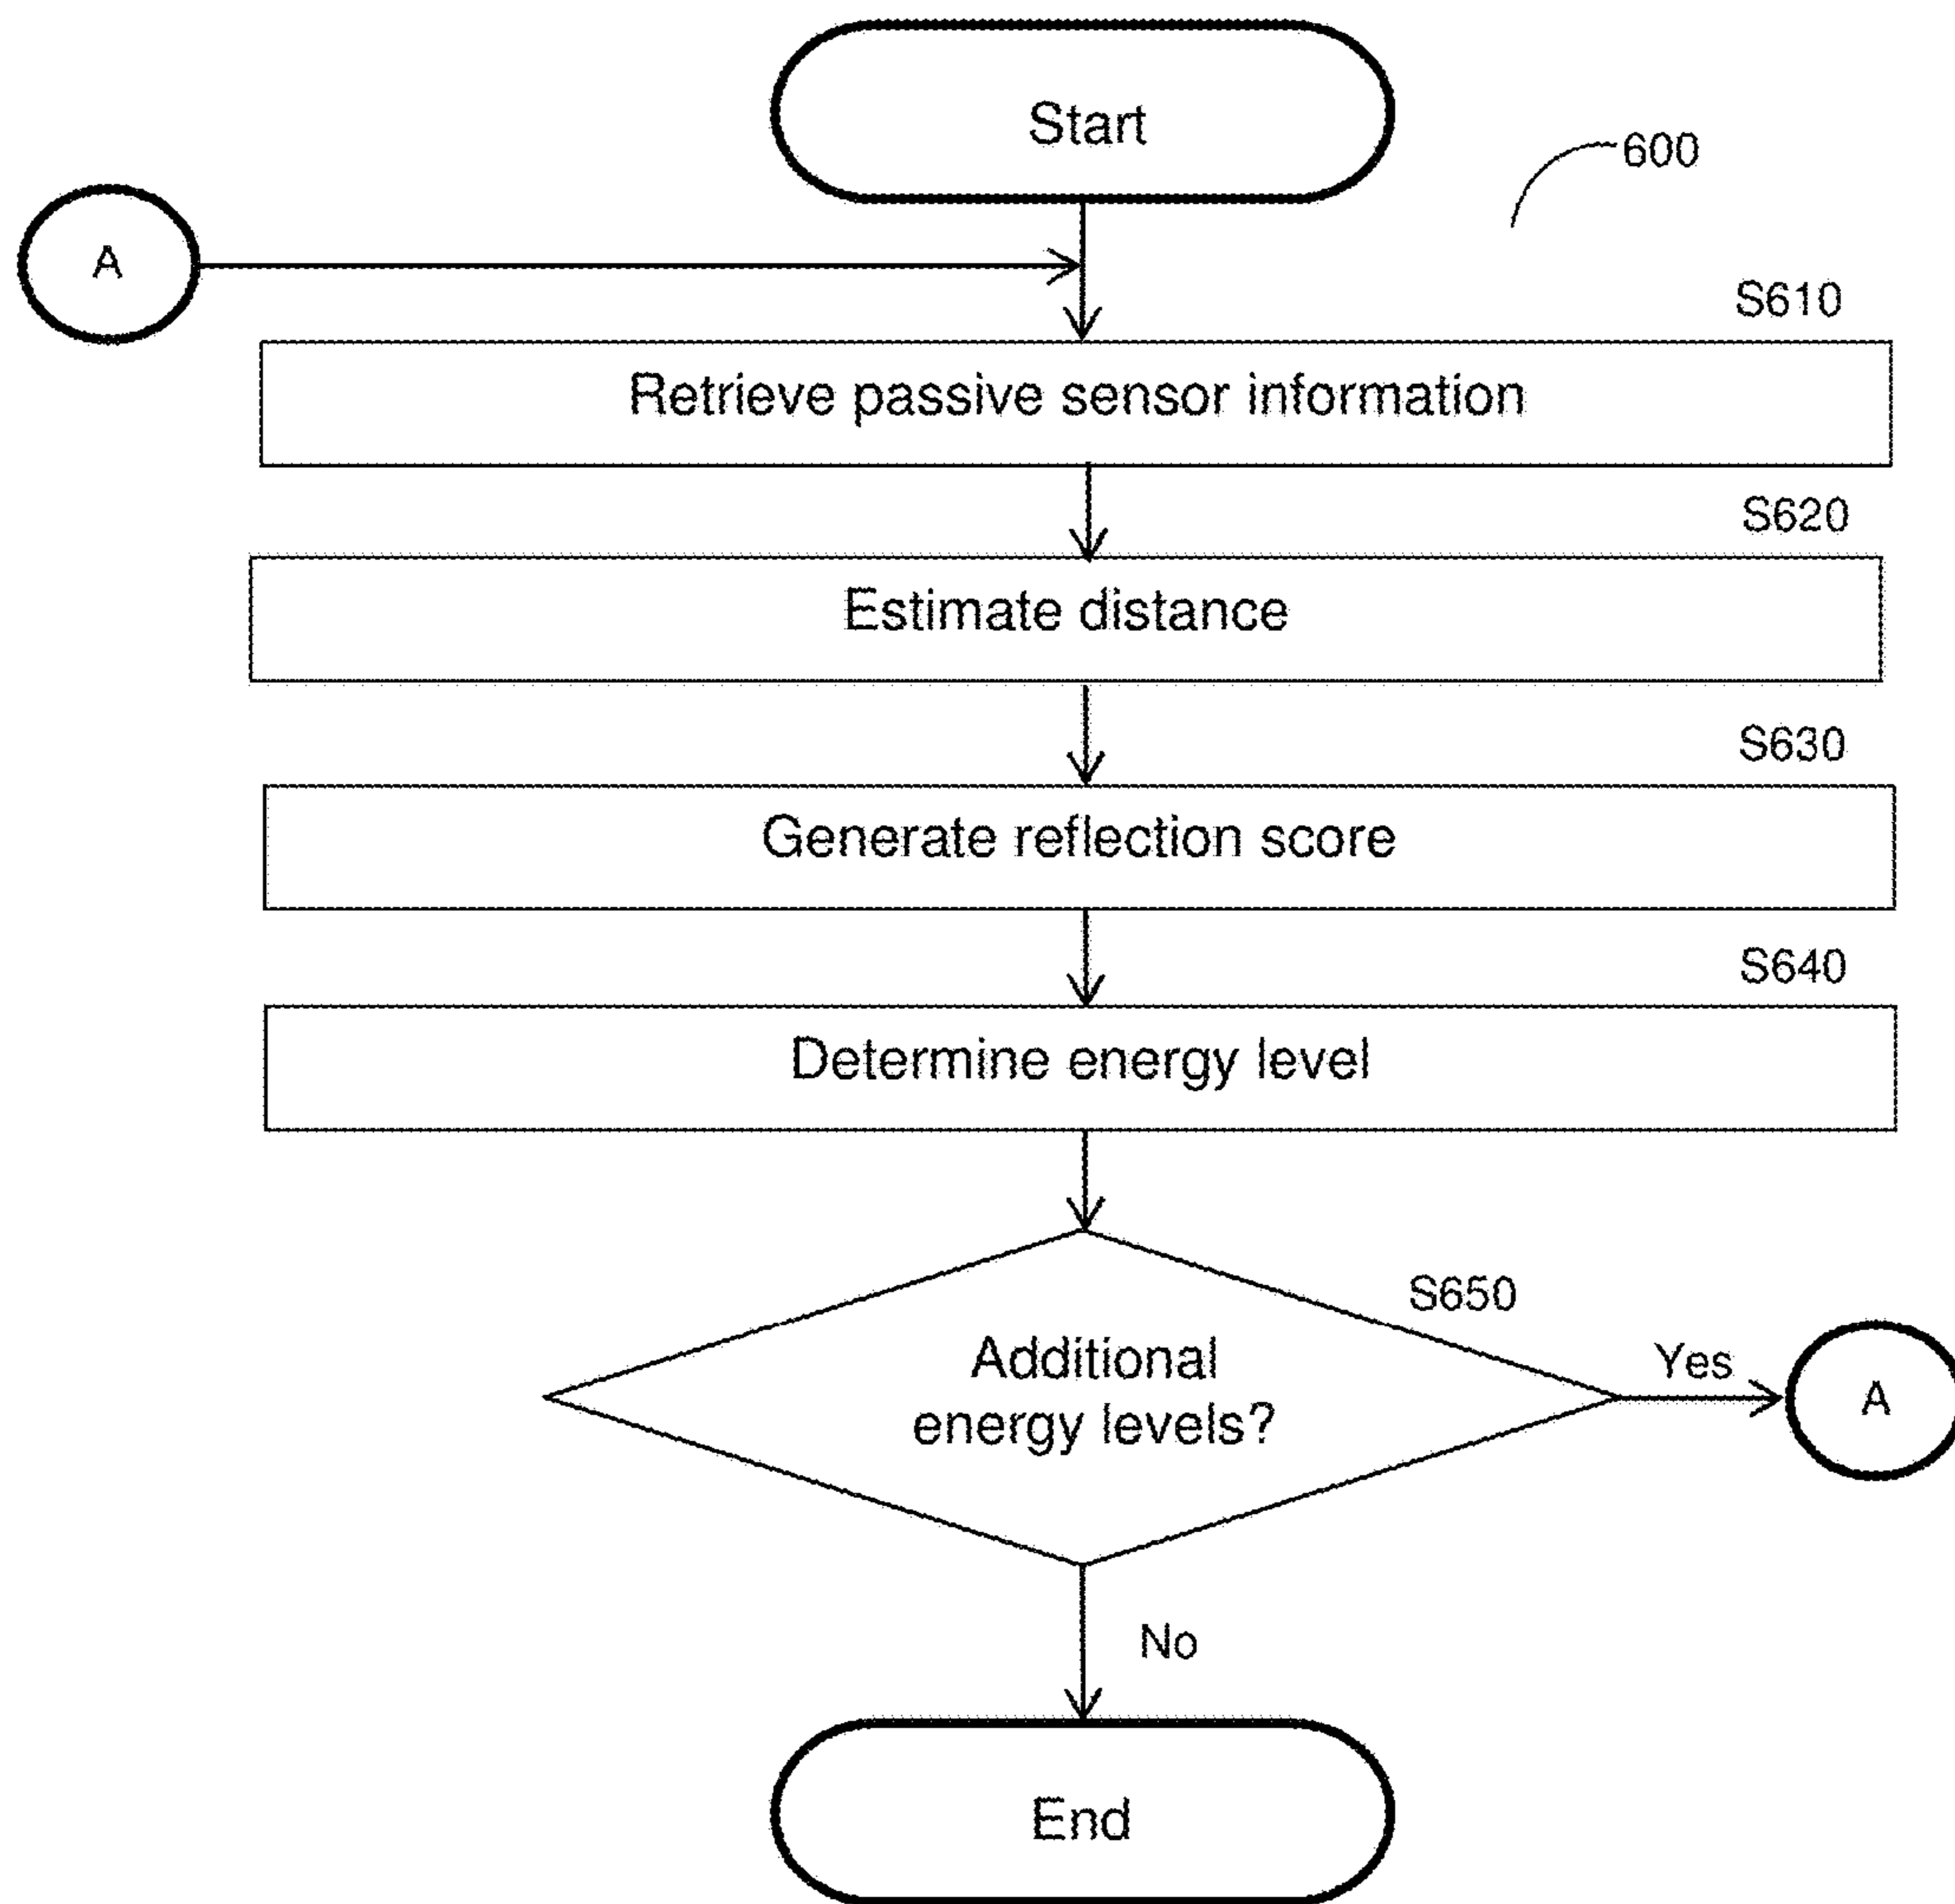 Start
600
A
S610
Retrieve passive sensor information
S620
Estimate distance
S630
Generate reflection score
S640
Determine energy level
S650
Additional
energy levels?
Yes
A
No
End